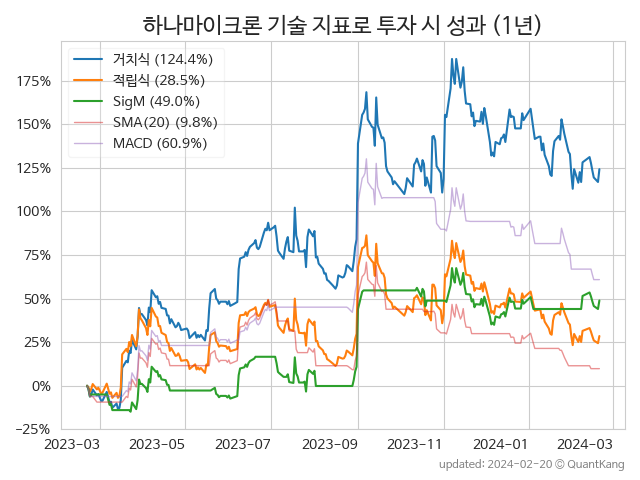 하나마이크론 기술 지표로 투자 시 성과 (1년)
거치식 (124.4%)
적립식 (28.5%)
SigM (49.0%)
SMA(20) (9.8%)
MACD (60.9%)
175%
150%
125%
100%
75%
50%
25%
0%
−25%
2023-03 2023-05 2023-07 2023-09 2023-11 2024-01 2024-03
updated: 2024-02-20 © QuantKang